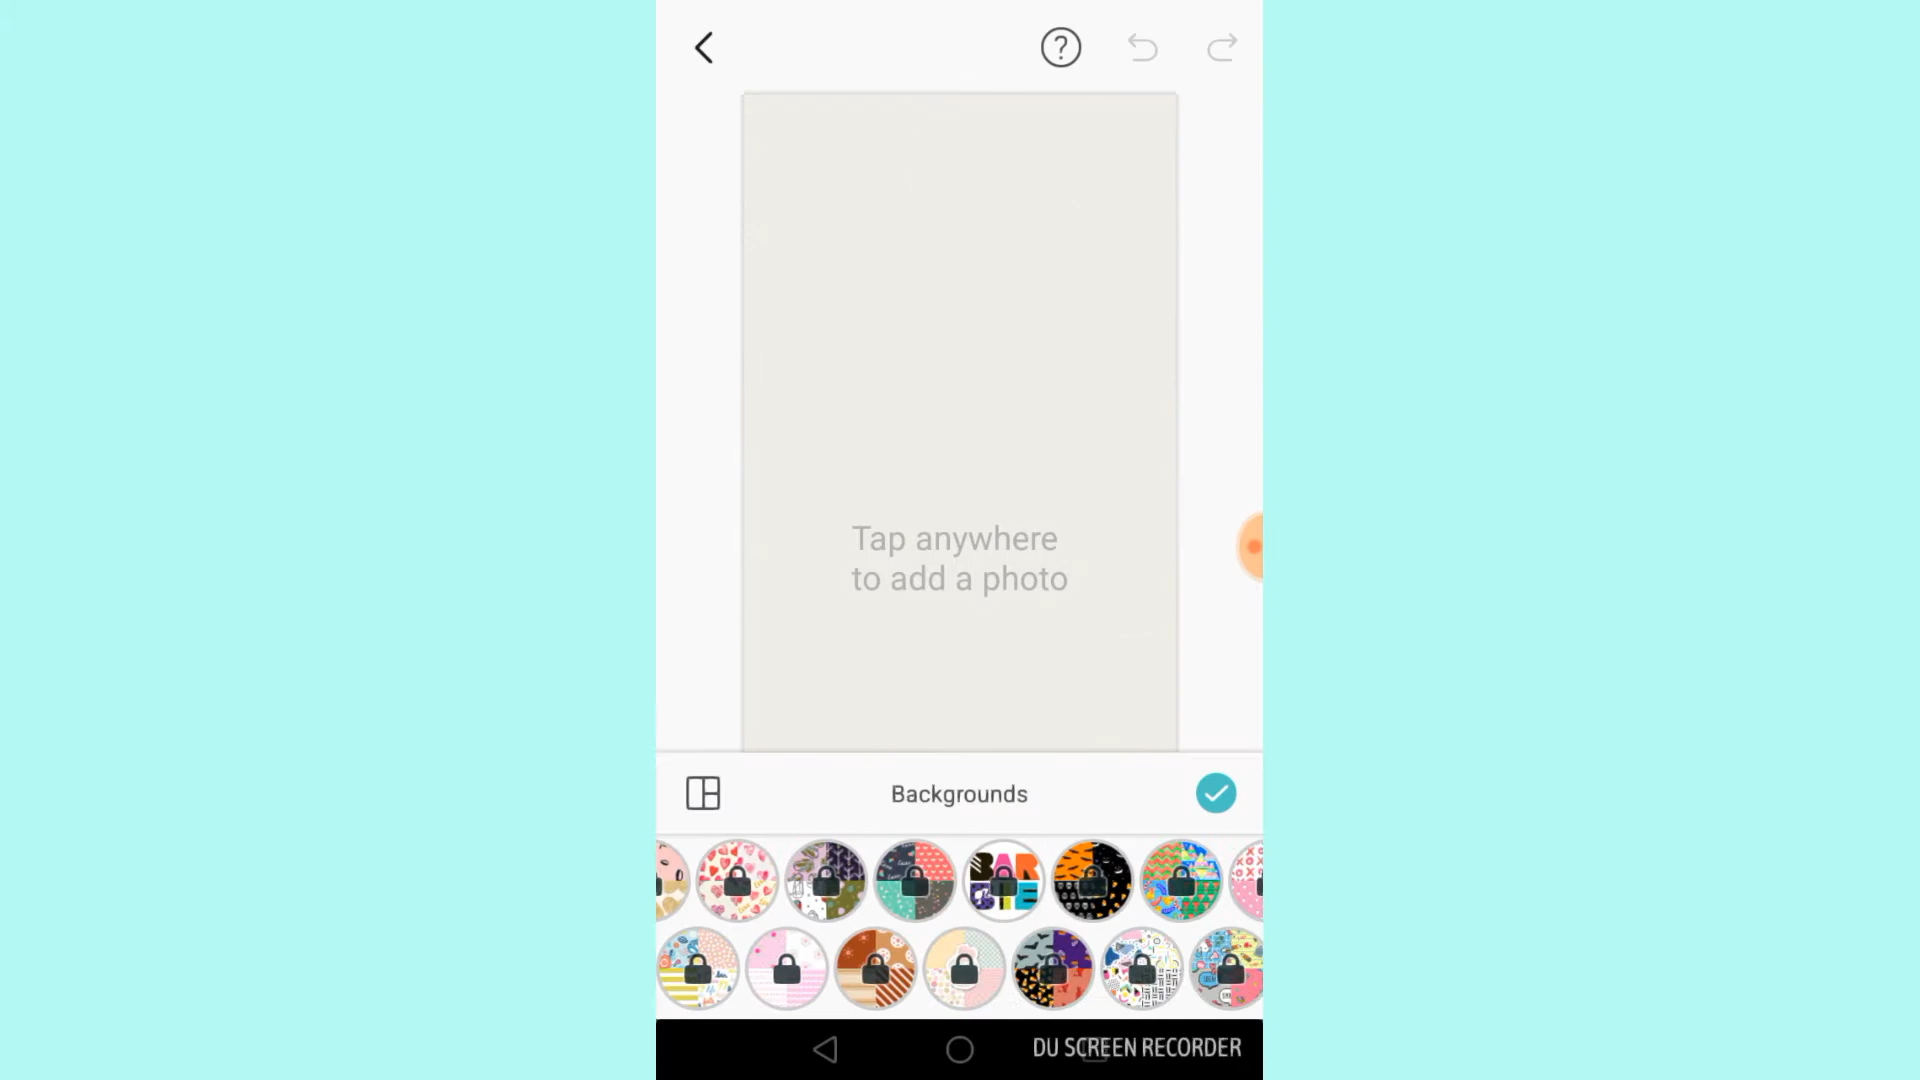 Tap anywhere
to add a photo
Backgrounds
DU SCREEN RECORDER